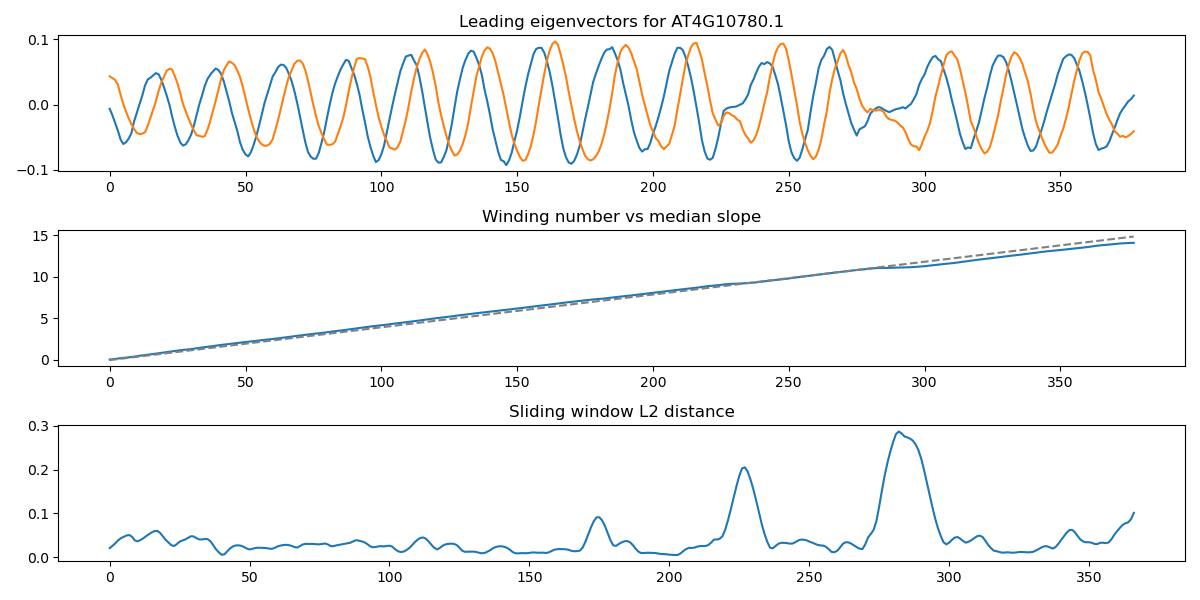 Leading eigenvectors for AT4G10780.1
0.1
0.0
−0.1
0 50 100 150 200 250 300 350
Winding number vs median slope
15
10
5
0
0 50 100 150 200 250 300 350
Sliding window L2 distance
0.3
0.2
0.1
0.0
0 50 100 150 200 250 300 350